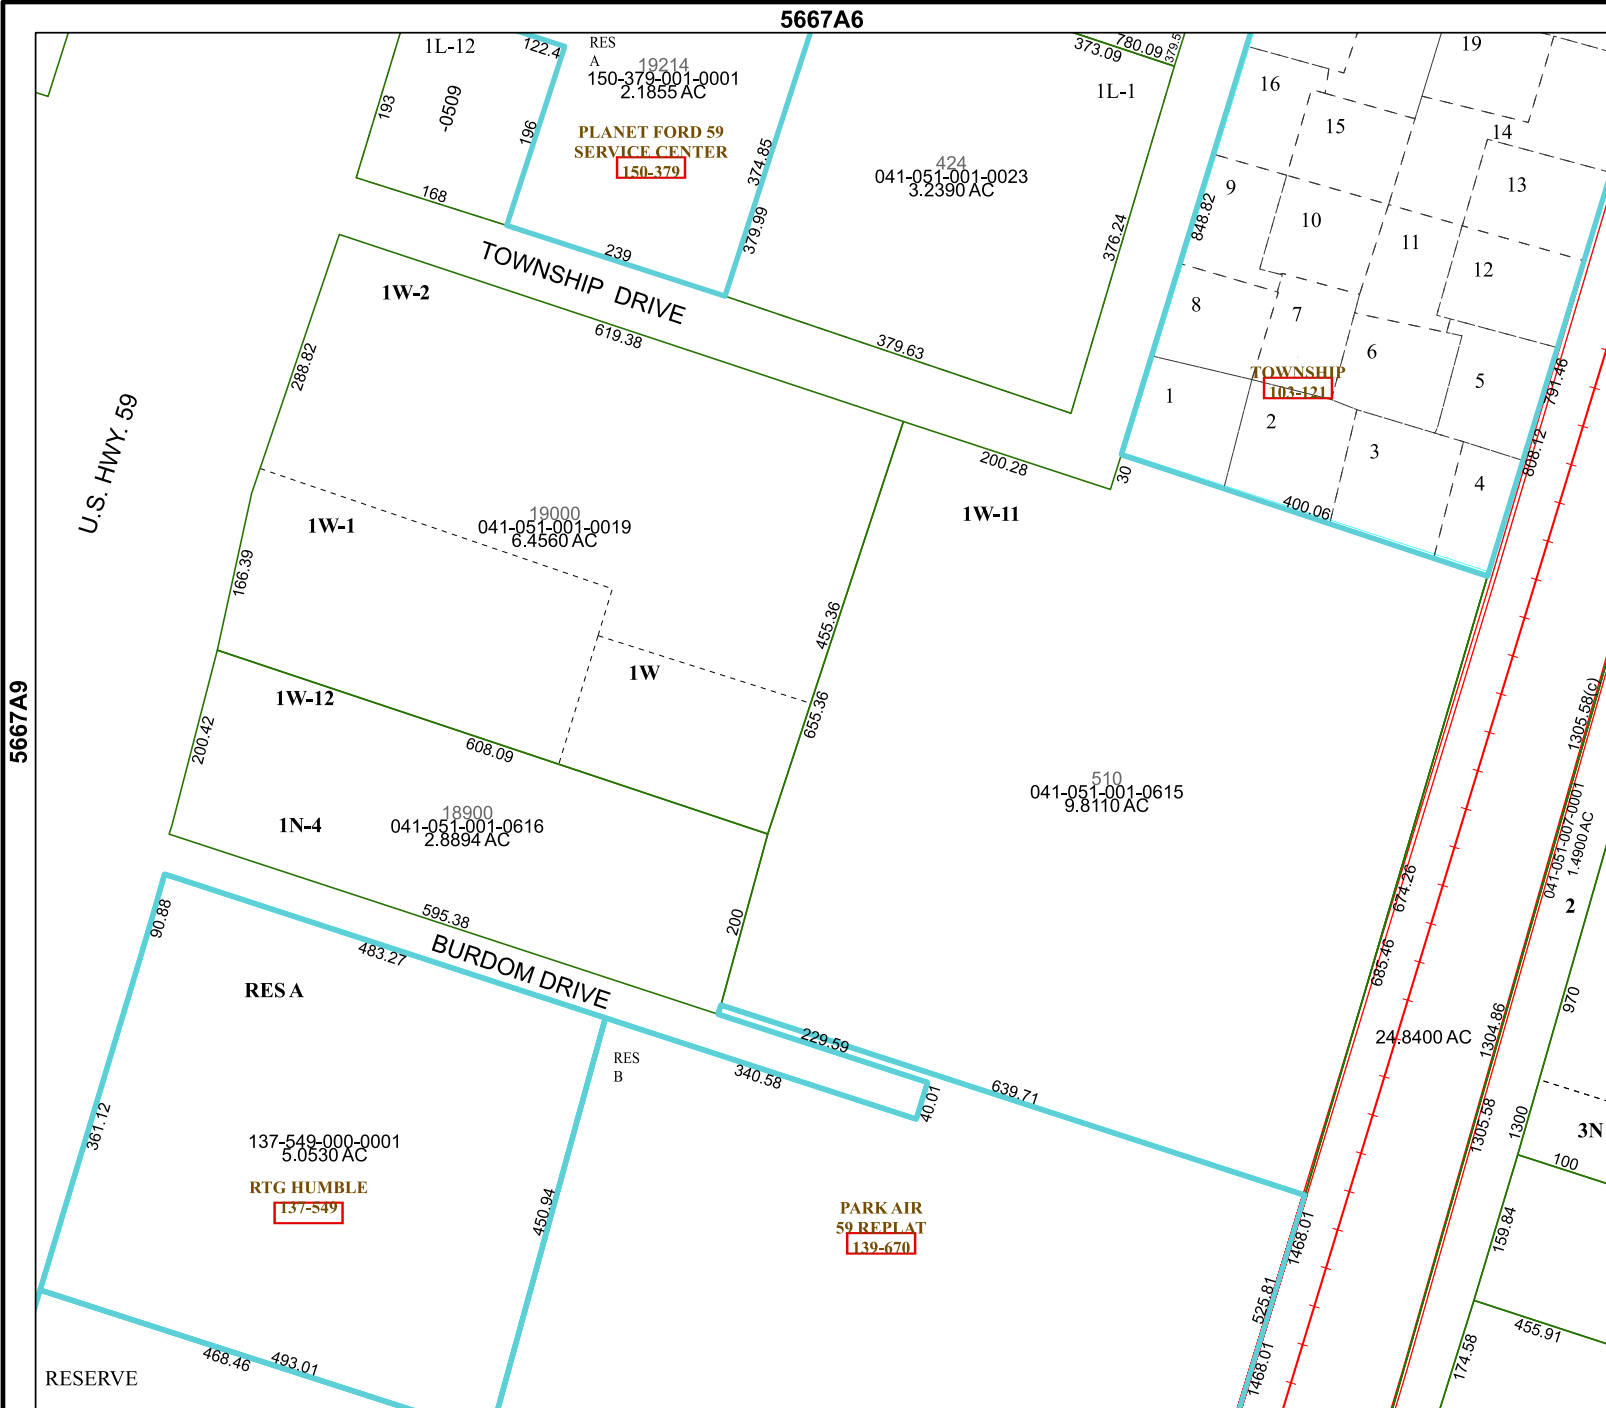 5667A6
5667A9
1L-12
-0509
193
122.4
196
168
RES
A
19214
150-379-001-0001
2.1855 AC
PLANET FORD 59
SERVICE CENTER
150-379
374.85
379.99
239
373.09
780.09
379.5
1L-1
424
041-051-001-0023
3.2390 AC
376.24
379.63
TOWNSHIP DRIVE
848.82
19
16
15
14
13
9
10
11
12
8
7
6
5
TOWNSHIP
103-121
1
2
3
4
791.46
808.12
400.06
30
1W-2
619.38
288.82
U.S. HWY. 59
200.28
1W-11
1W-1
19000
041-051-001-0019
6.4560 AC
166.39
455.36
1W
655.36
1W-12
200.42
608.09
510
041-051-001-0615
9.8110 AC
1N-4
18900
041-051-001-0616
2.8894 AC
1305.58(c)
041-051-007-0001
1.4900 AC
2
674.26
685.46
200
595.38
90.88
483.27
BURDOM DRIVE
RES A
970
24.8400 AC
1304.86
229.59
RES
B
340.58
40.01
639.71
361.12
1305.58
1300
3N
100
137-549-000-0001
5.0530 AC
RTG HUMBLE
137-549
450.94
PARK AIR
59 REPLAT
139-670
1468.01
159.84
525.81
455.91
468.46
493.01
1468.01
174.58
RESERVE